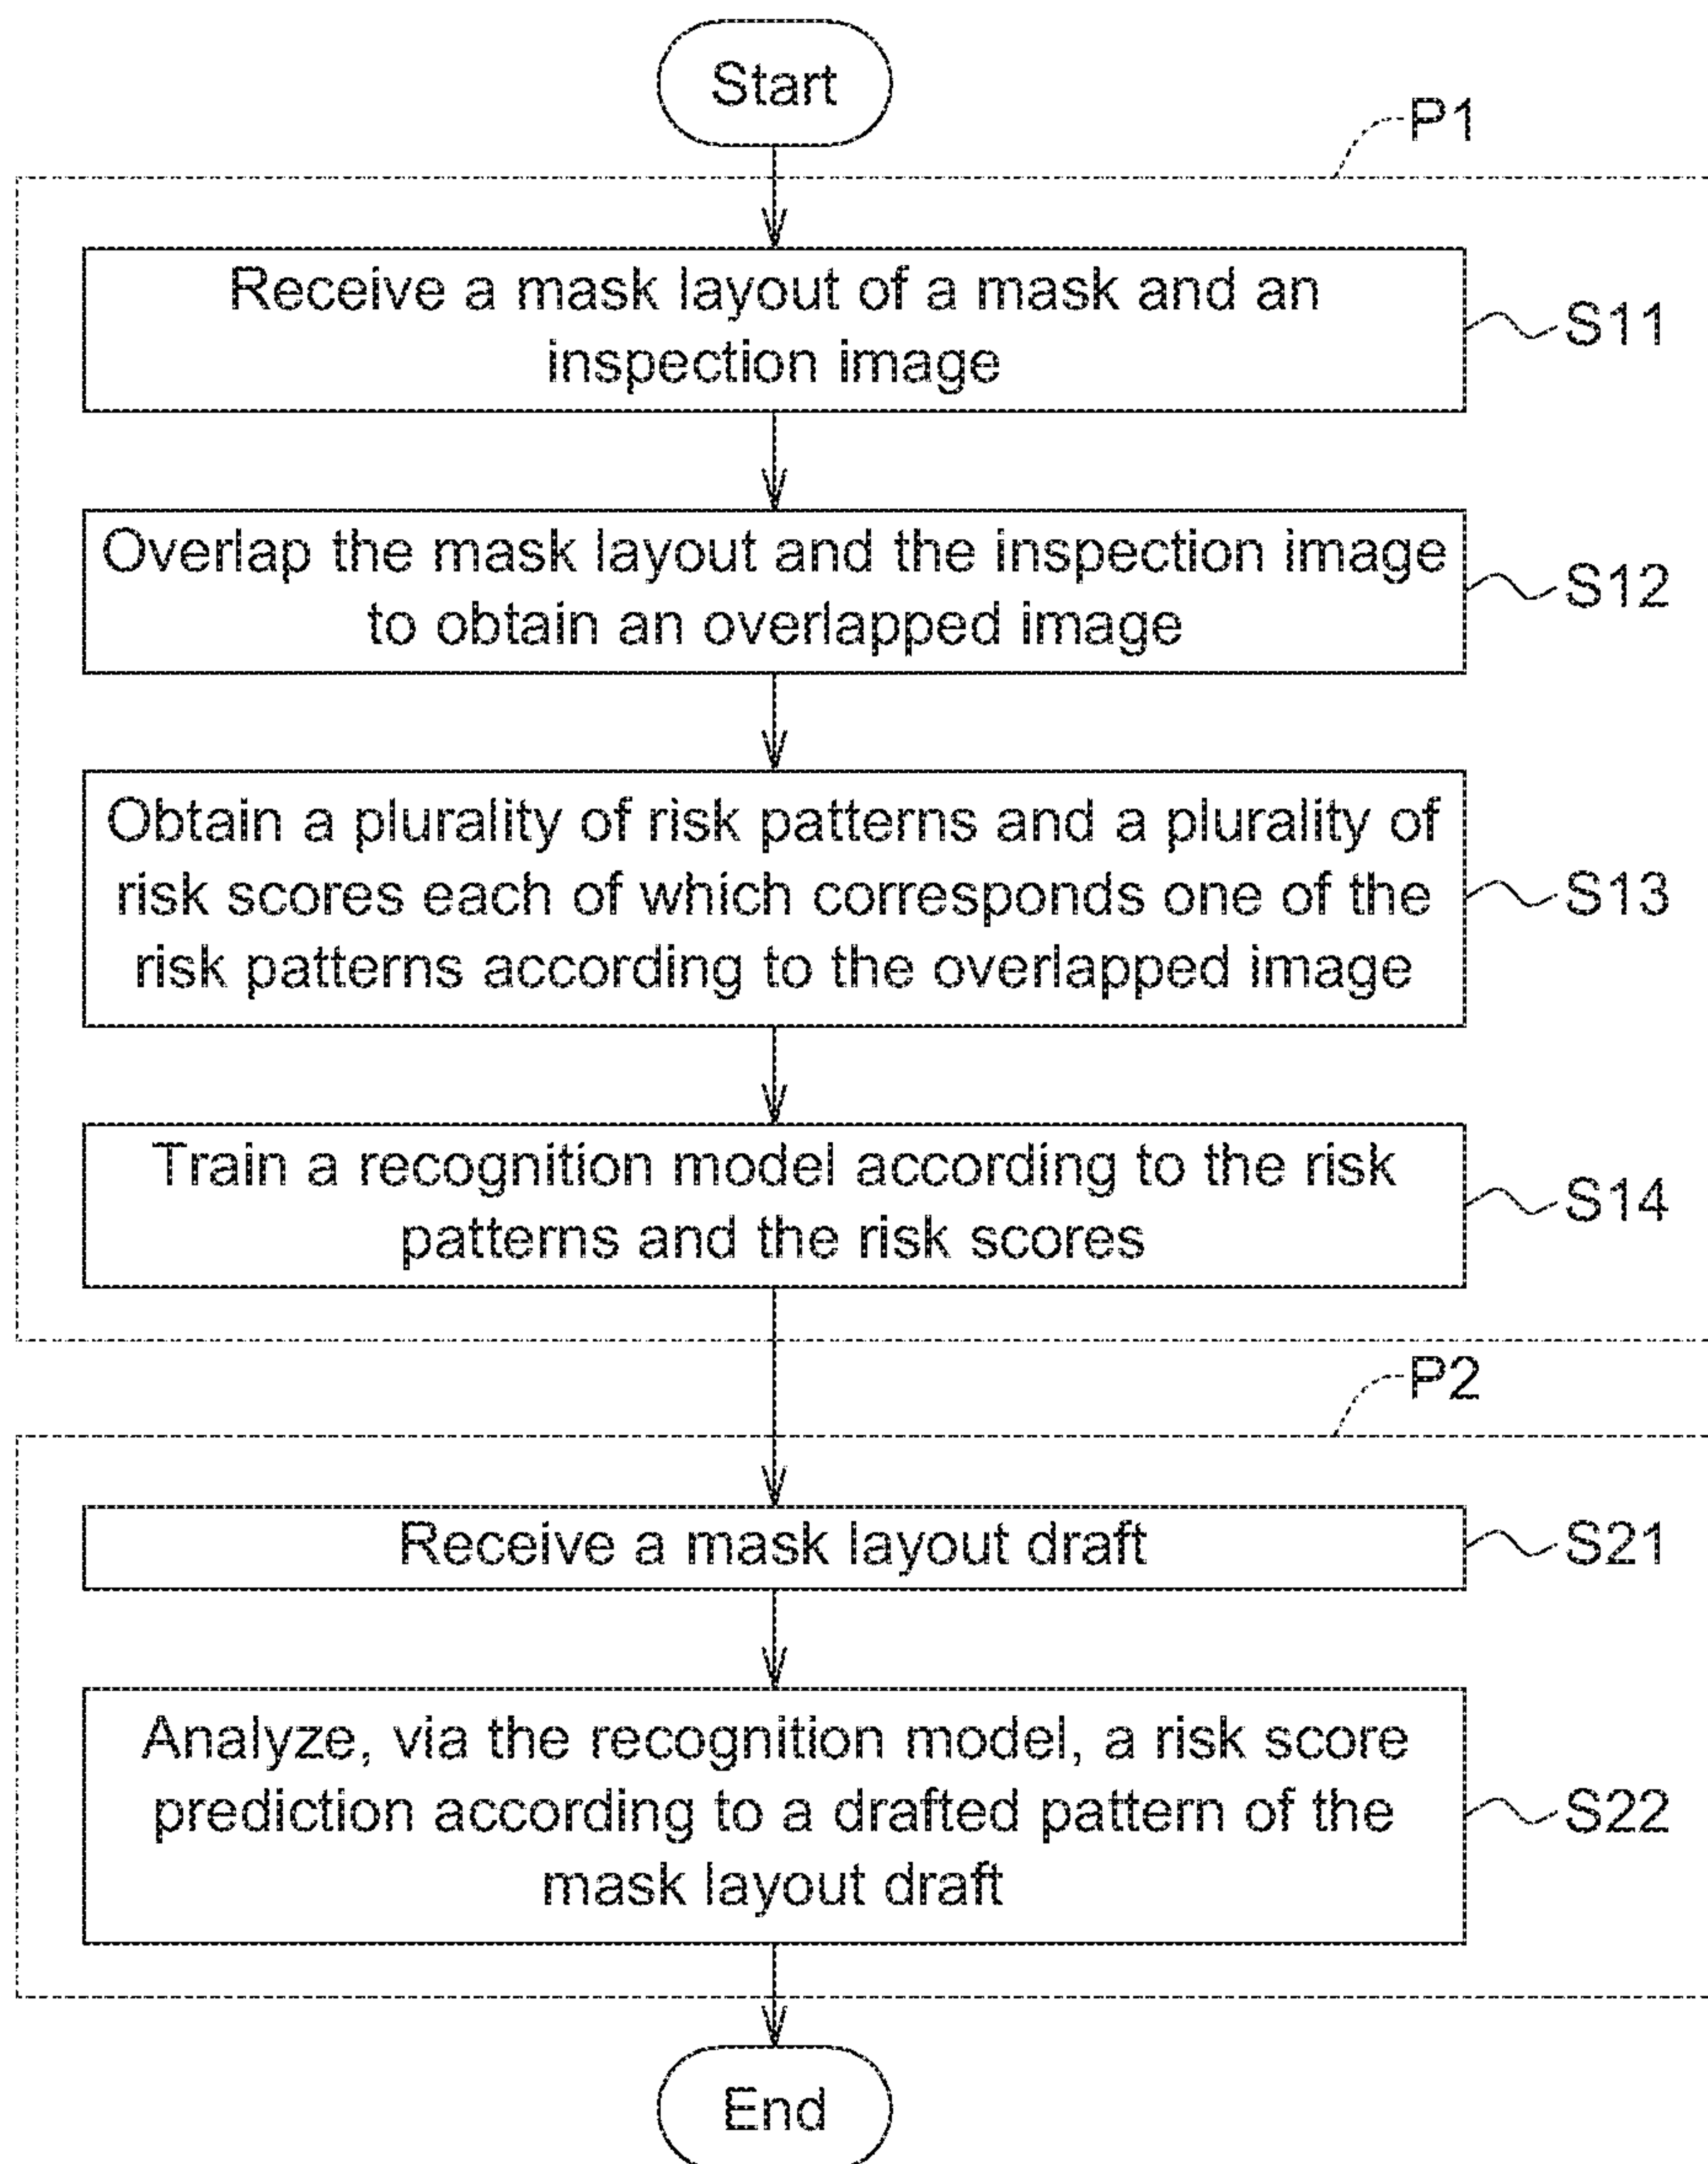 Start
P1
Receive a mask layout of a mask and an
inspection image
S11
Overlap the mask layout and the inspection image
to obtain an overlapped image
S12
Obtain a plurality of risk patterns and a plurality of
risk scores each of which corresponds one of the
risk patterns according to the overlapped image
S13
Train a recognition model according to the risk
patterns and the risk scores
S14
P2
Receive a mask layout draft
S21
Analyze, via the recognition model, a risk score
prediction according to a drafted pattern of the
mask layout draft
S22
End